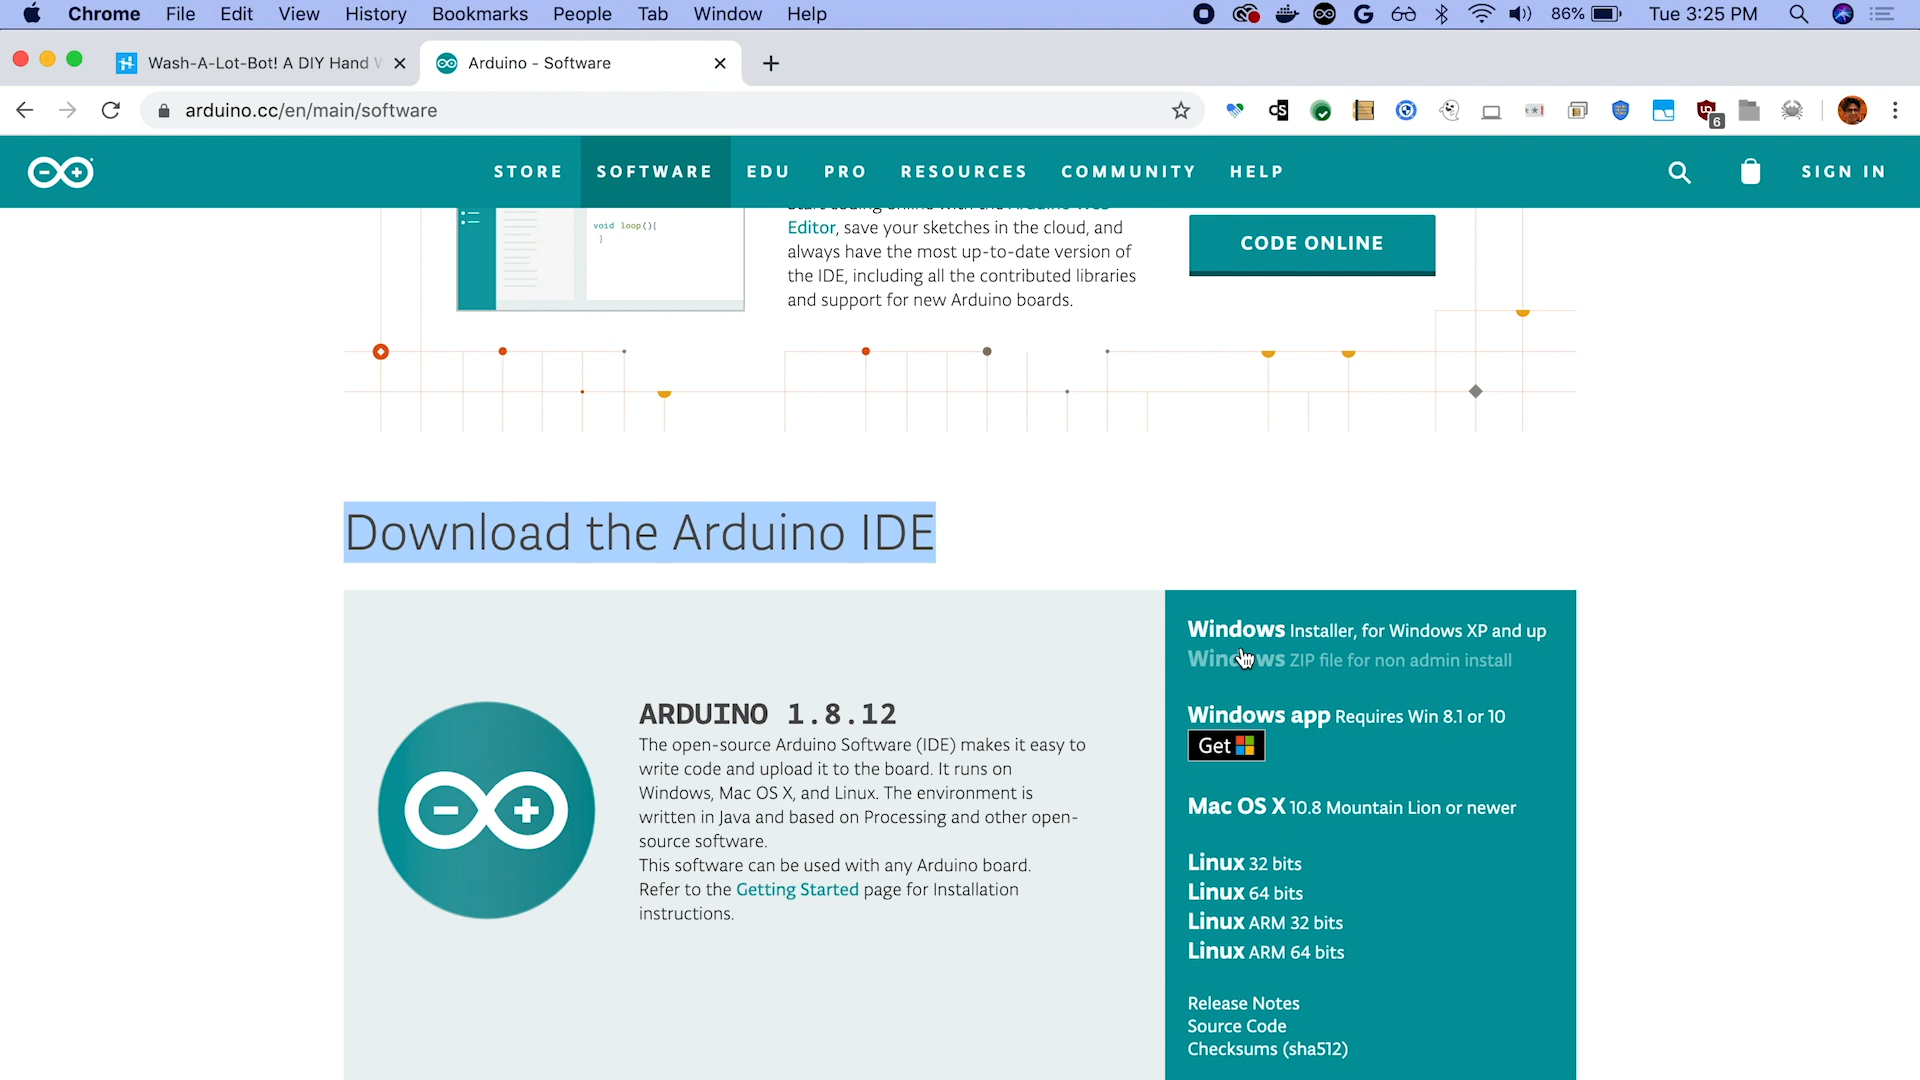 Chrome File Edit View History Bookmarks People Tab Window Help
86% Tue 3:25 PM
Wash-A-Lot-Bot! A DIY Hand
Arduino - Software
arduino.cc/en/main/software
6
STORE SOFTWARE EDU PRO RESOURCES COMMUNITY HELP SIGN IN
void loop(){
}
start coding online with the Arduino Web
Editor, save your sketches in the cloud, and
always have the most up-to-date version of
the IDE, including all the contributed libraries
and support for new Arduino boards.
CODE ONLINE
Download the Arduino IDE
ARDUINO 1.8.12
The open-source Arduino Software (IDE) makes it easy to
write code and upload it to the board. It runs on
Windows, Mac OS X, and Linux. The environment is
written in Java and based on Processing and other open-
source software.
This software can be used with any Arduino board.
Refer to the Getting Started page for Installation
instructions.
Windows Installer, for Windows XP and up
Windows ZIP file for non admin install
Windows app Requires Win 8.1 or 10
Get
Mac OS X 10.8 Mountain Lion or newer
Linux 32 bits
Linux 64 bits
Linux ARM 32 bits
Linux ARM 64 bits
Release Notes
Source Code
Checksums (sha512)